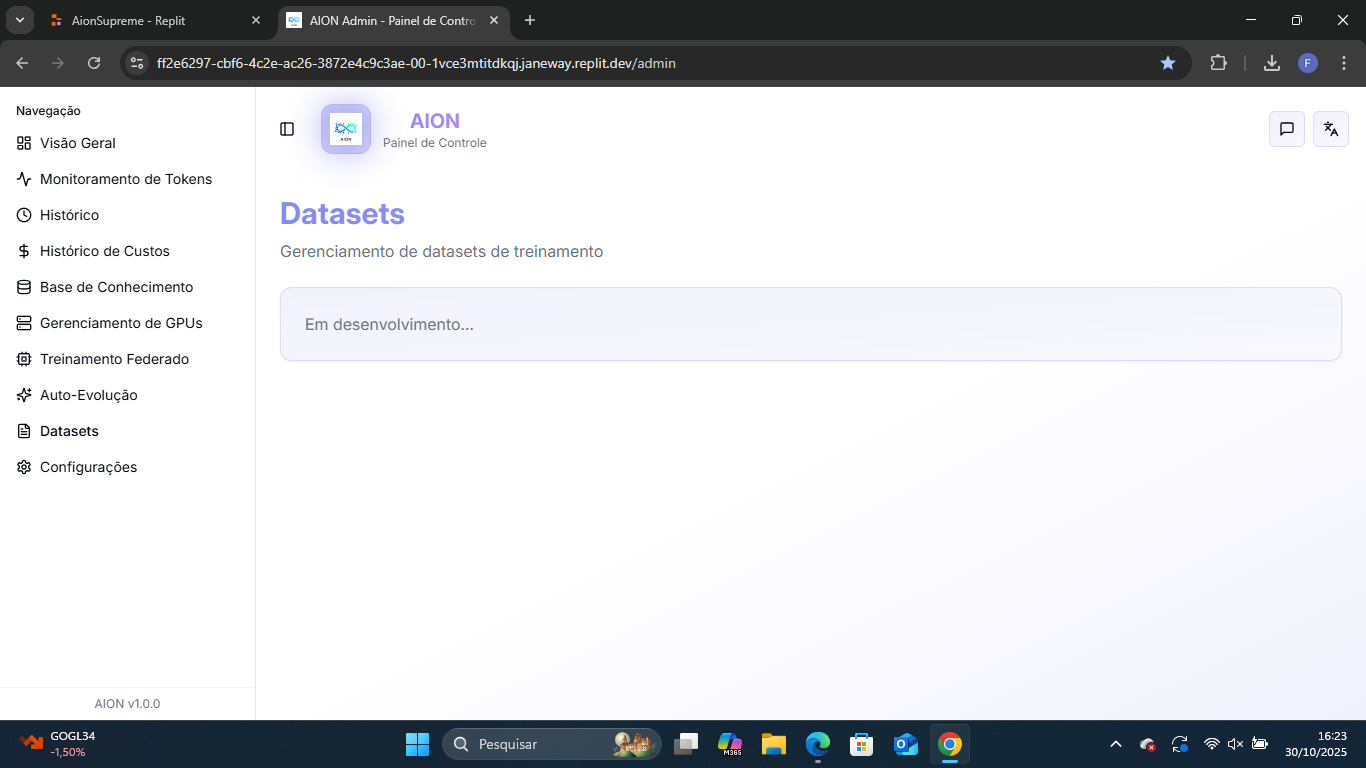 AionSupreme - Replit
AION Admin - Painel de Contro
ff2e6297-cbf6-4c2e-ac26-3872e4c9c3ae-00-1vce3mtitdkqj.janeway.replit.dev/admin
F
Navegação
Visão Geral
Monitoramento de Tokens
Histórico
Histórico de Custos
Base de Conhecimento
Gerenciamento de GPUs
Treinamento Federado
Auto-Evolução
Datasets
Configurações
AION v1.0.0
AION
AION
Painel de Controle
Datasets
Gerenciamento de datasets de treinamento
Em desenvolvimento...
GOGL34
-1,50%
Pesquisar
M365
16:23
30/10/2025